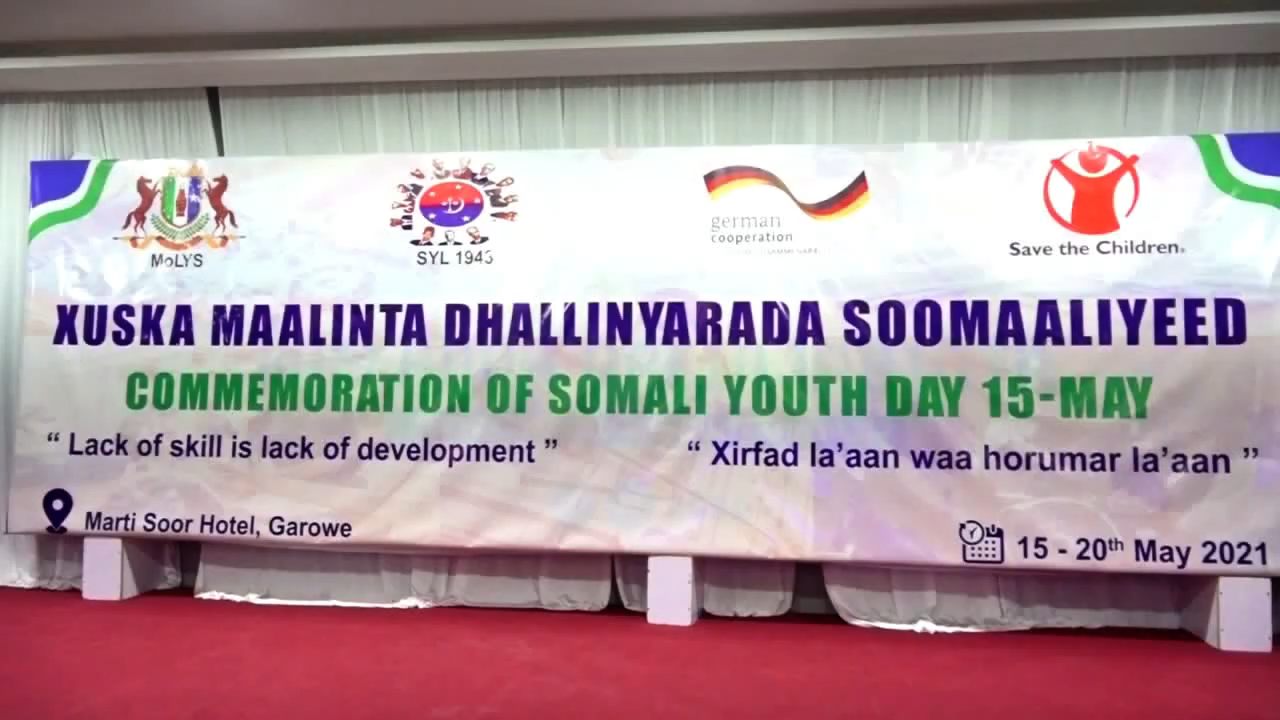 MoLYS
SYL 1943
german
cooperation
Save the Children.
XUSKA MAALINTA DHALLINYARADA SOOMAALIYEED
COMMEMORATION OF SOMALI YOUTH DAY 15-MAY
“ Lack of skill is lack of development ”
“ Xirfad la’aan waa horumar la’aan ”
Marti Soor Hotel, Garowe
15 - 20th May 2021